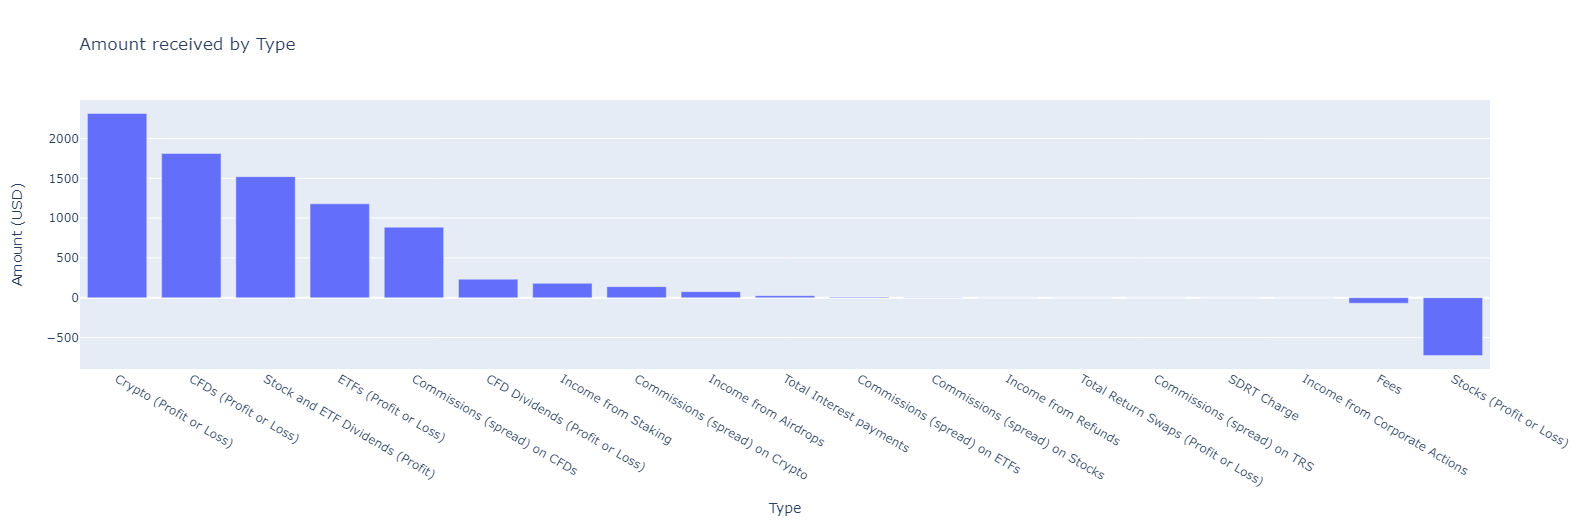 Amount received by Type
Amount (USD)
2000
1500
1000
500
0
−500
Crypto (Profit or Loss)
CFDs (Profit or Loss)
Stock and ETF Dividends (Profit)
ETFs (Profit or Loss)
Commissions (spread) on CFDs
CFD Dividends (Profit or Loss)
Income from Staking
Commissions (spread) on Crypto
Income from Airdrops
Total Interest payments
Commissions (spread) on ETFs
Commissions (spread) on Stocks
Income from Refunds
Total Return Swaps (Profit or Loss)
Commissions (spread) on TRS
SDRT Charge
Income from Corporate Actions
Fees
Stocks (Profit or Loss)
Type